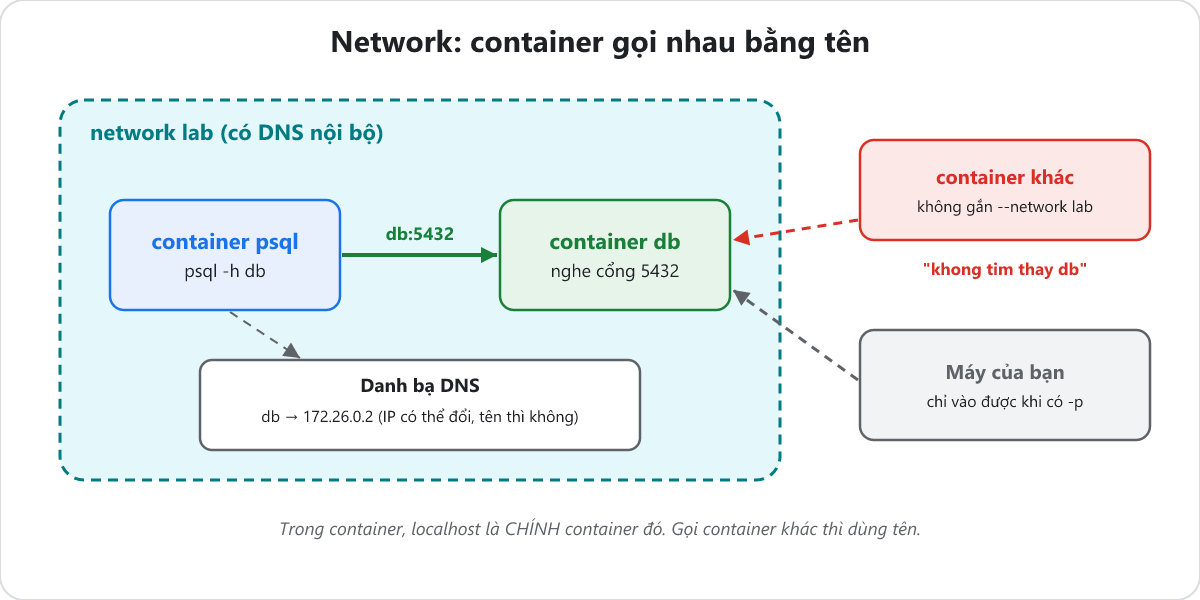 Network: container gọi nhau bằng tên
network lab (có DNS nội bộ)
container psql
psql -h db
db:5432
container db
nghe cổng 5432
container khác
không gắn --network lab
"khong tim thay db"
Máy của bạn
chỉ vào được khi có -p
Danh bạ DNS
db → 172.26.0.2 (IP có thể đổi, tên thì không)
Trong container, localhost là CHÍNH container đó. Gọi container khác thì dùng tên.